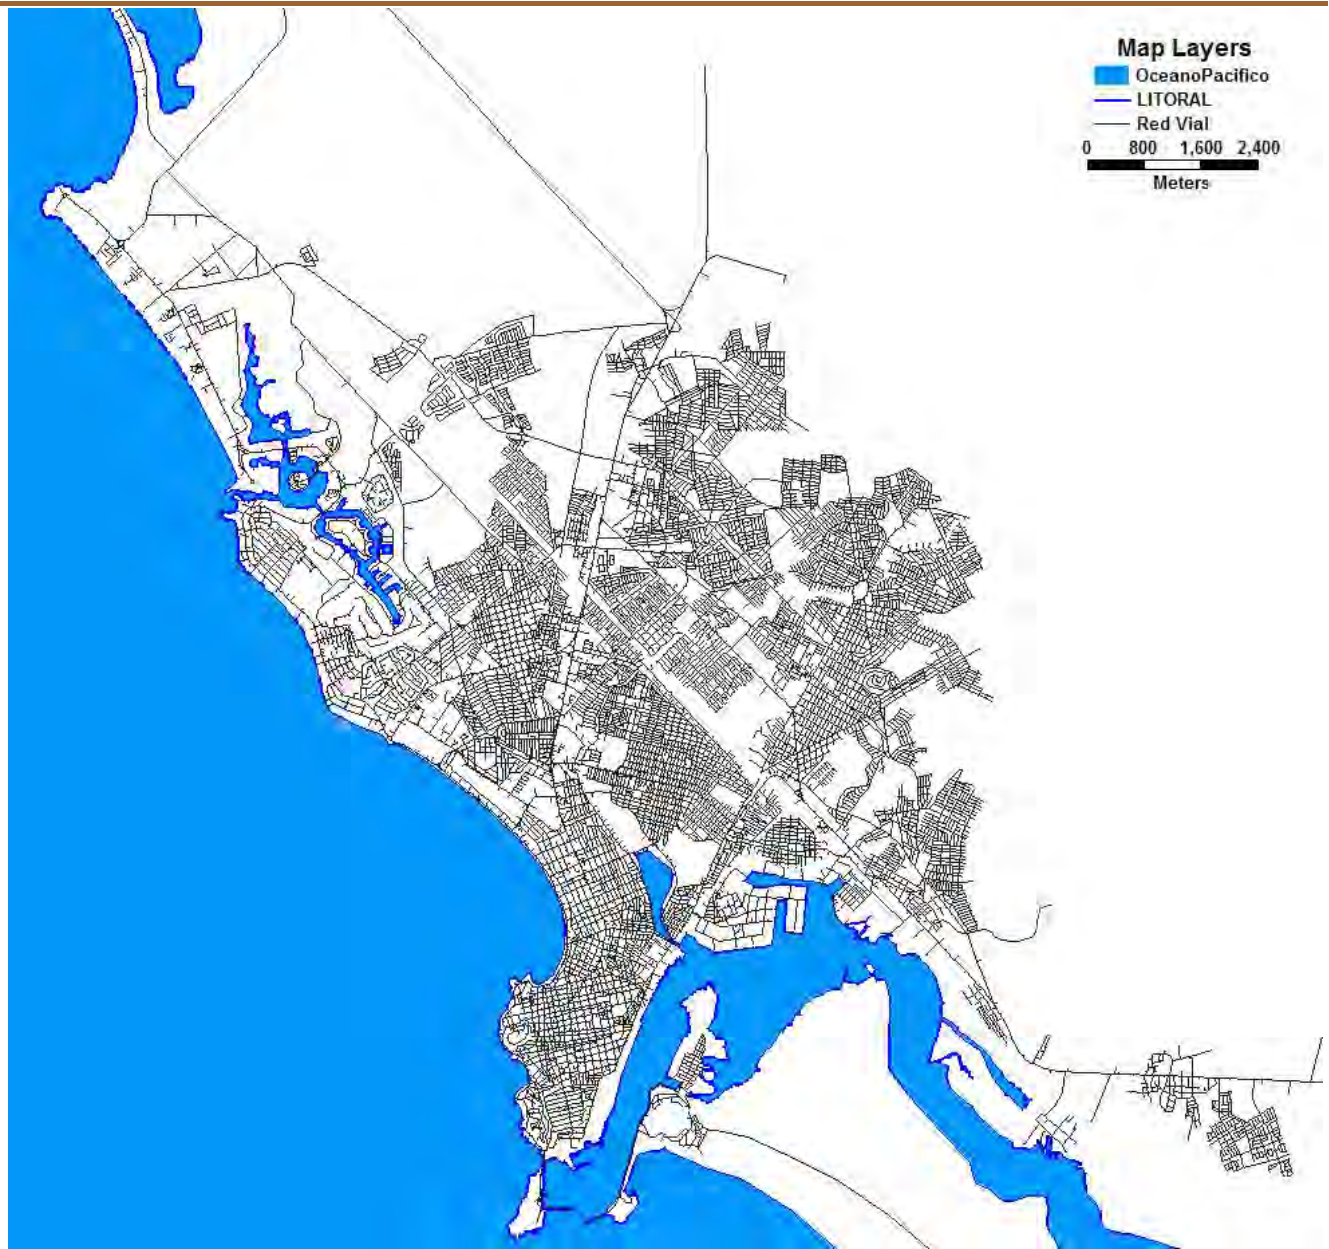 Map Layers
OceanoPacifico
LITORAL
Red Vial
0 800 1,600 2,400
Meters